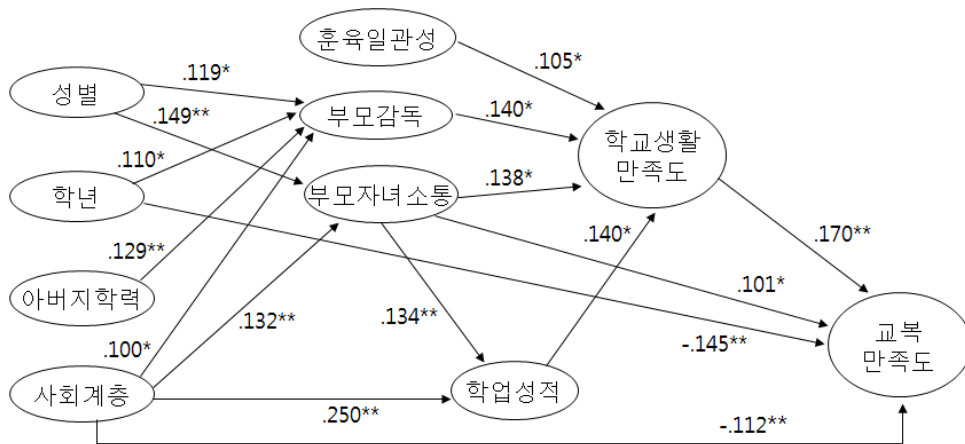 훈육일관성
.105*
성별
.119*
부모감독
.140*
학교생활
만족도
.149**
.110*
학년
부모자녀소통
.138*
.140*
.170**
.129**
아버지학력
.132**
.134**
.101*
-.145**
교복
만족도
.100*
사회계층
.250**
학업성적
-.112**